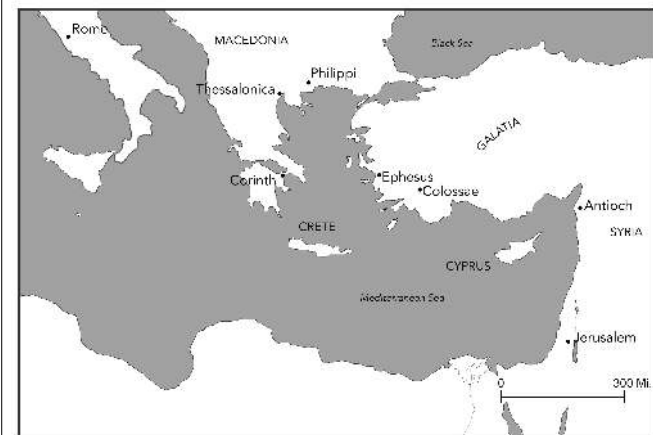 Rome
MACEDONIA
Black Sea
Philippi
Thessalonica
GALATIA
Corinth
Ephesus
Colossae
Antioch
CRETE
SYRIA
CYPRUS
Mediterranean Sea
Jerusalem
0 300 Mi.